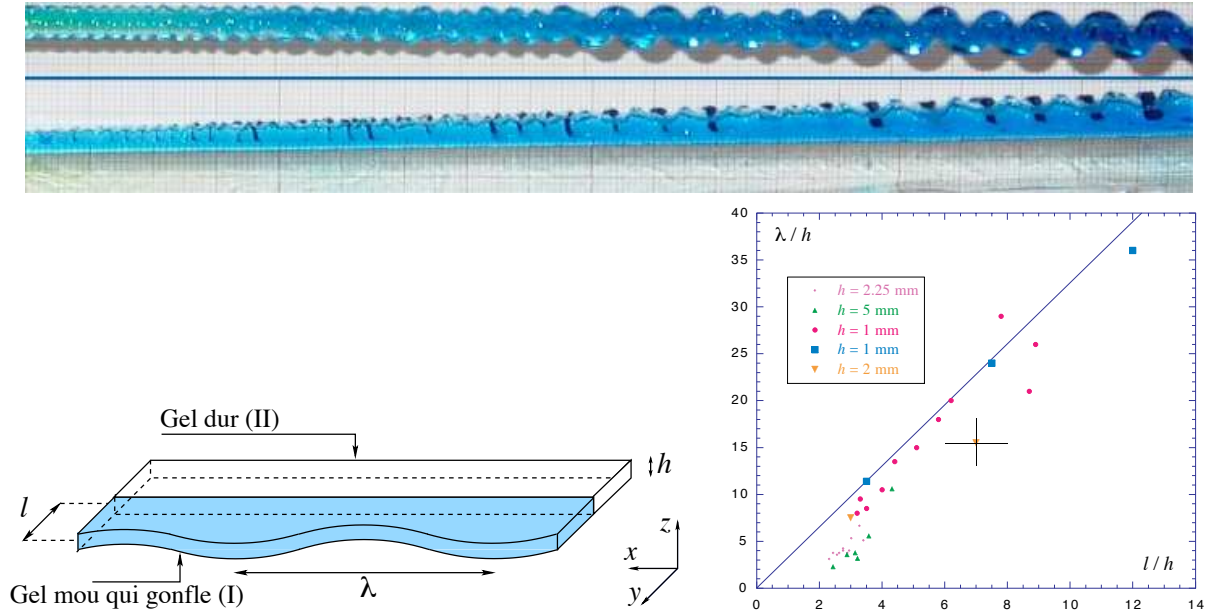 Gel dur (II)
h
l
z
x
y
λ
Gel mou qui gonfle (I)
40
35
30
25
20
15
10
5
0
λ / h
h = 2.25 mm
h = 5 mm
h = 1 mm
h = 1 mm
h = 2 mm
l / h
0 2 4 6 8 10 12 14